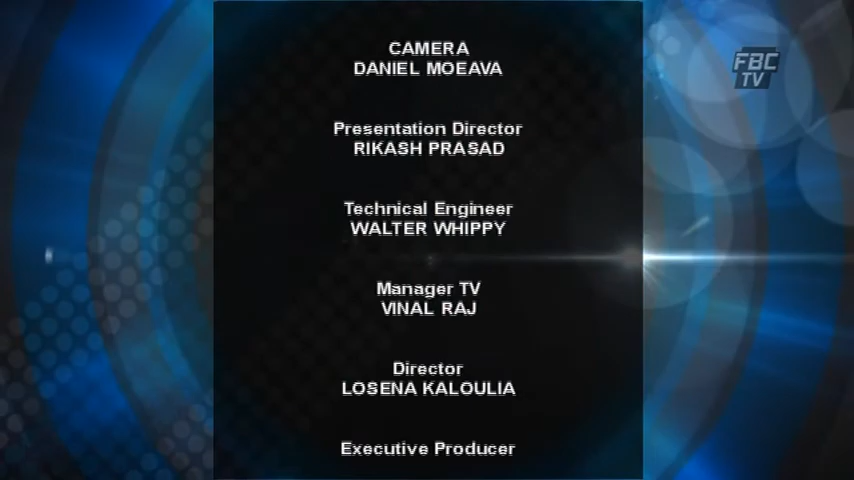 CAMERA
DANIEL MOEAVA
FBC
TV
Presentation Director
RIKASH PRASAD
Technical Engineer
WALTER WHIPPY
Manager TV
VINAL RAJ
Director
LOSENA KALOULIA
Executive Producer